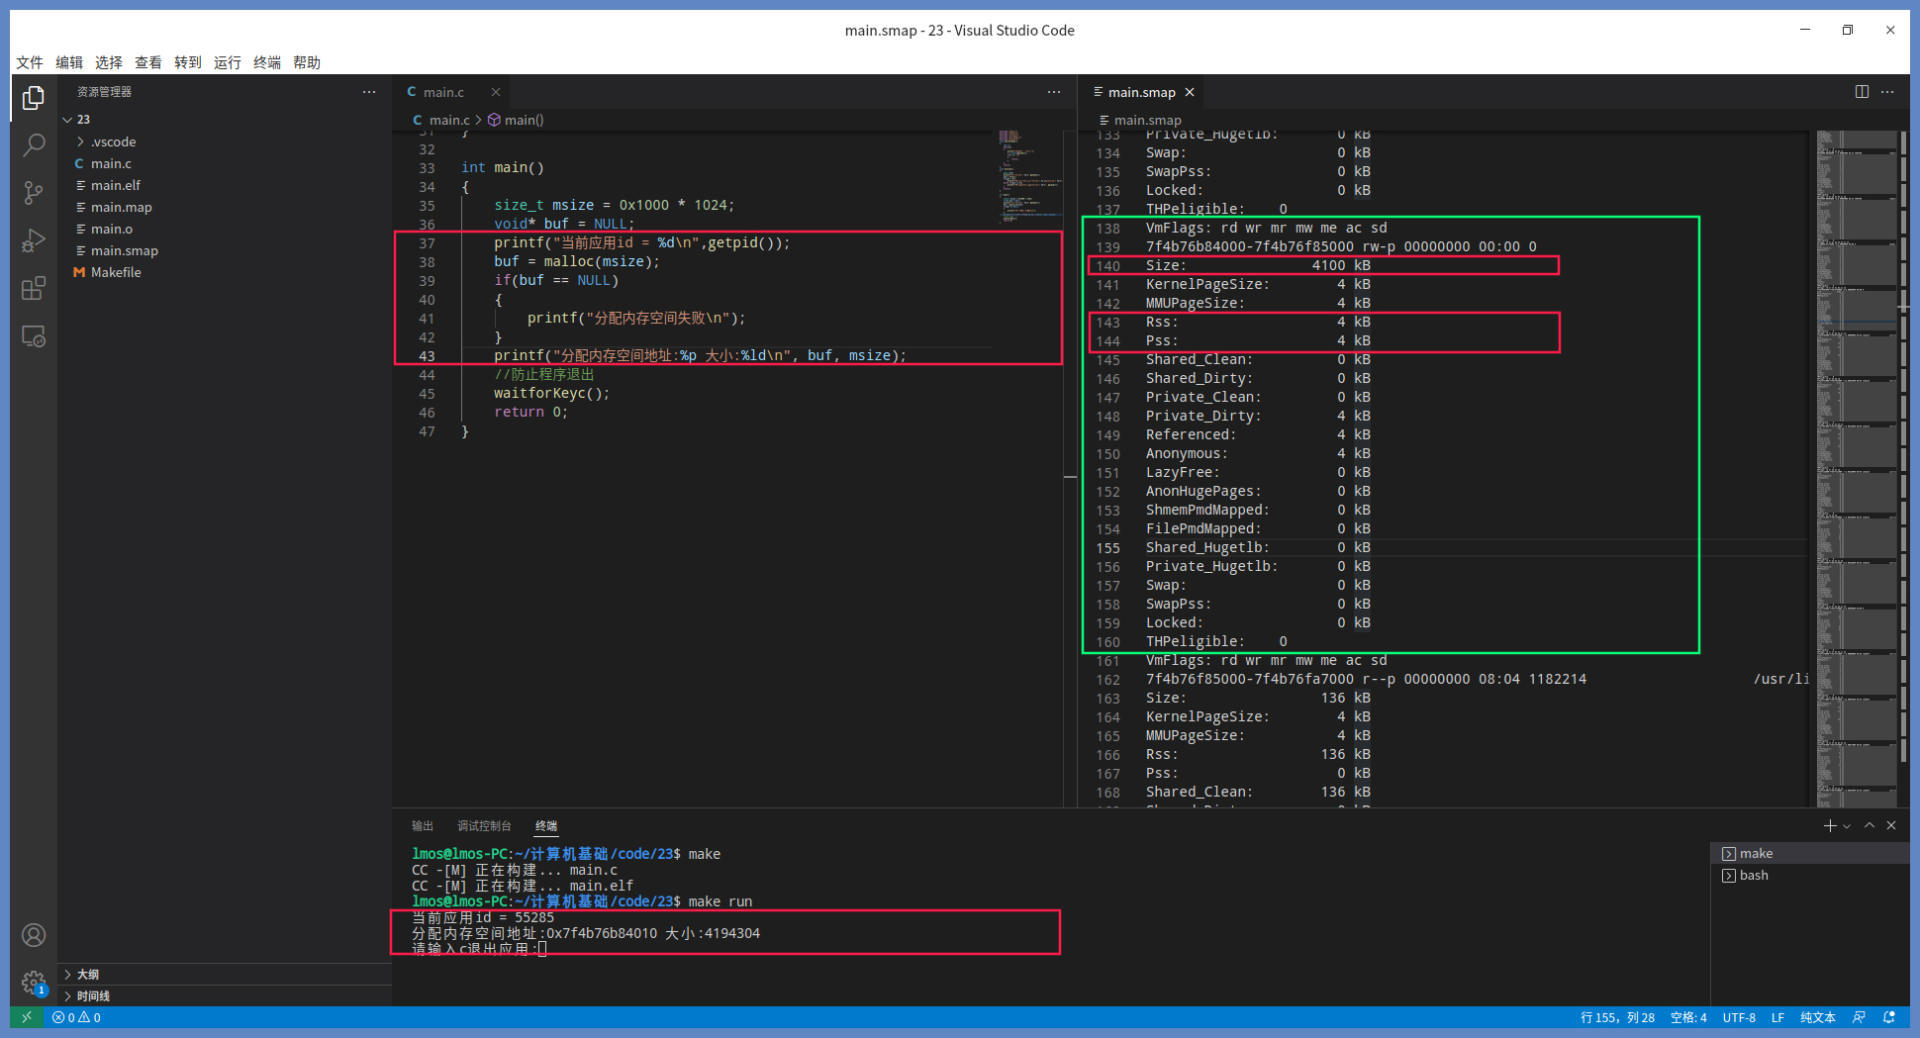 main.smap - 23 - Visual Studio Code
文件 编辑 选择 查看 转到 运行 终端 帮助
资源管理器
23
.vscode
main.c
main.elf
main.map
main.o
main.smap
Makefile
大纲
时间线
main.c
main.c > main()
31 }
32
33 int main()
34 {
35 size_t msize = 0x1000 * 1024;
36 void* buf = NULL;
37 printf("当前应用id = %d\n",getpid());
38 buf = malloc(msize);
39 if(buf == NULL)
40 {
41 printf("分配内存空间失败\n");
42 }
43 printf("分配内存空间地址:%p 大小:%ld\n", buf, msize);
44 //防止程序退出
45 waitforKeyc();
46 return 0;
47 }
main.smap
main.smap
133 Private_Hugetlb: 0 kB
134 Swap: 0 kB
135 SwapPss: 0 kB
136 Locked: 0 kB
137 THPeligible: 0
138 VmFlags: rd wr mr mw me ac sd
139 7f4b76b84000-7f4b76f85000 rw-p 00000000 00:00 0
140 Size: 4100 kB
141 KernelPageSize: 4 kB
142 MMUPageSize: 4 kB
143 Rss: 4 kB
144 Pss: 4 kB
145 Shared_Clean: 0 kB
146 Shared_Dirty: 0 kB
147 Private_Clean: 0 kB
148 Private_Dirty: 4 kB
149 Referenced: 4 kB
150 Anonymous: 4 kB
151 LazyFree: 0 kB
152 AnonHugePages: 0 kB
153 ShmemPmdMapped: 0 kB
154 FilePmdMapped: 0 kB
155 Shared_Hugetlb: 0 kB
156 Private_Hugetlb: 0 kB
157 Swap: 0 kB
158 SwapPss: 0 kB
159 Locked: 0 kB
160 THPeligible: 0
161 VmFlags: rd wr mr mw me ac sd
162 7f4b76f85000-7f4b76fa7000 r--p 00000000 08:04 1182214 /usr/li
163 Size: 136 kB
164 KernelPageSize: 4 kB
165 MMUPageSize: 4 kB
166 Rss: 136 kB
167 Pss: 0 kB
168 Shared_Clean: 136 kB
输出 调试控制台 终端
lmos@lmos-PC:~/计算机基础/code/23$ make
CC -[M] 正在构建... main.c
CC -[M] 正在构建... main.elf
lmos@lmos-PC:~/计算机基础/code/23$ make run
当前应用id = 55285
分配内存空间地址:0x7f4b76b84010 大小:4194304
请输入c退出应用:
make
bash
1
0 0
行 155，列 28 空格: 4 UTF-8 LF 纯文本